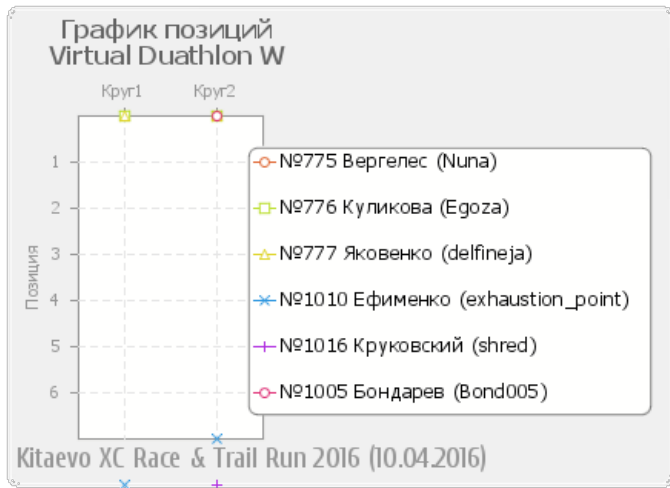 График позиций
Virtual Duathlon W
Круг1 Круг2
Позиция
1
2
3
4
5
6
№775 Вергелес (Nuna)
№776 Куликова (Egoza)
№777 Яковенко (delfineja)
№1010 Ефименко (exhaustion_point)
№1016 Круковский (shred)
№1005 Бондарев (Bond005)
Kitaevo XC Race & Trail Run 2016 (10.04.2016)